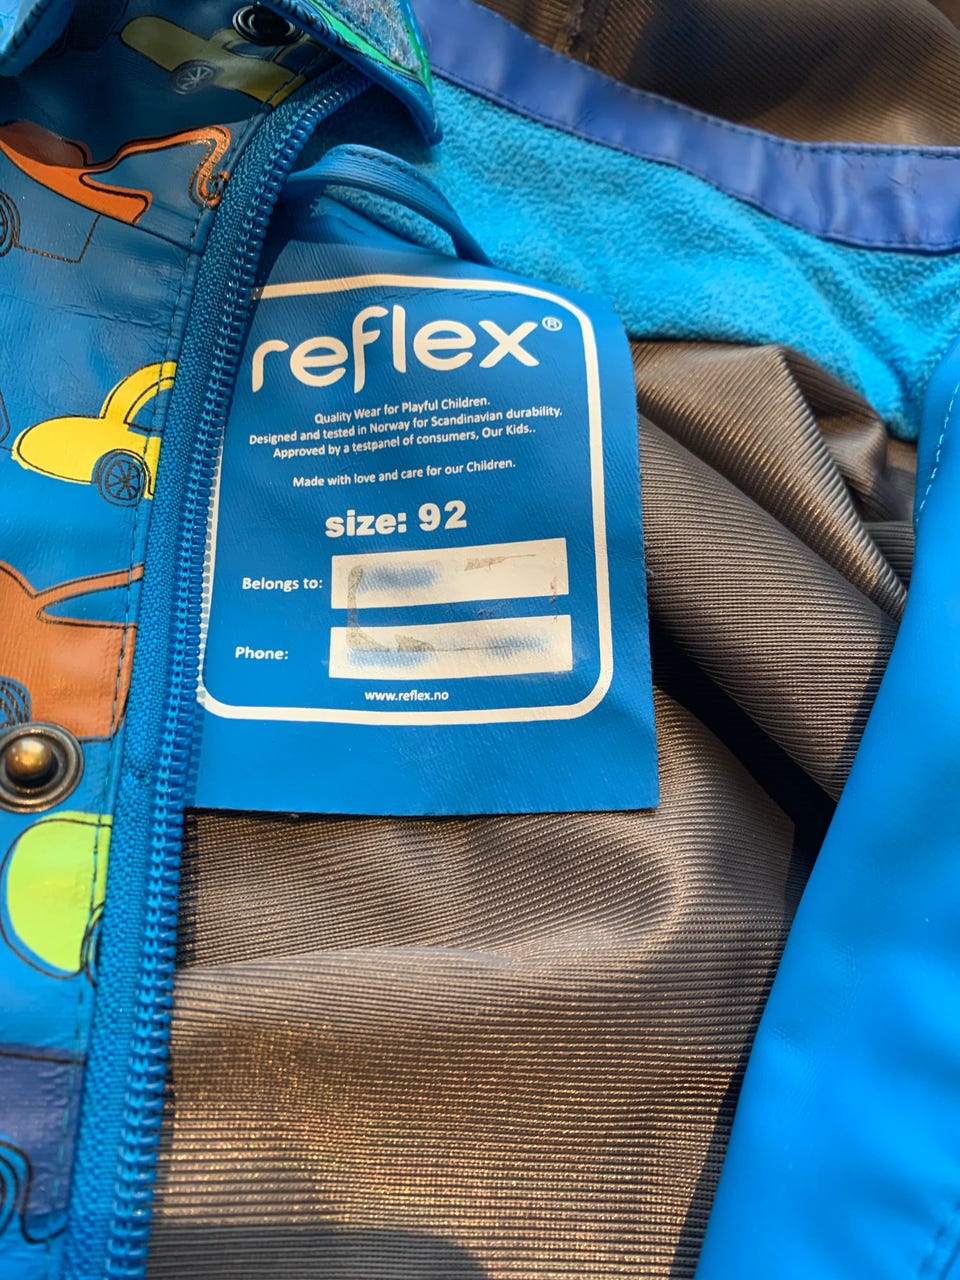 reflex®
Quality Wear for Playful Children.
Designed and tested in Norway for Scandinavian durability.
Approved by a testpanel of consumers, Our Kids..
Made with love and care for our Children.
size: 92
Belongs to:
Phone:
www.reflex.no